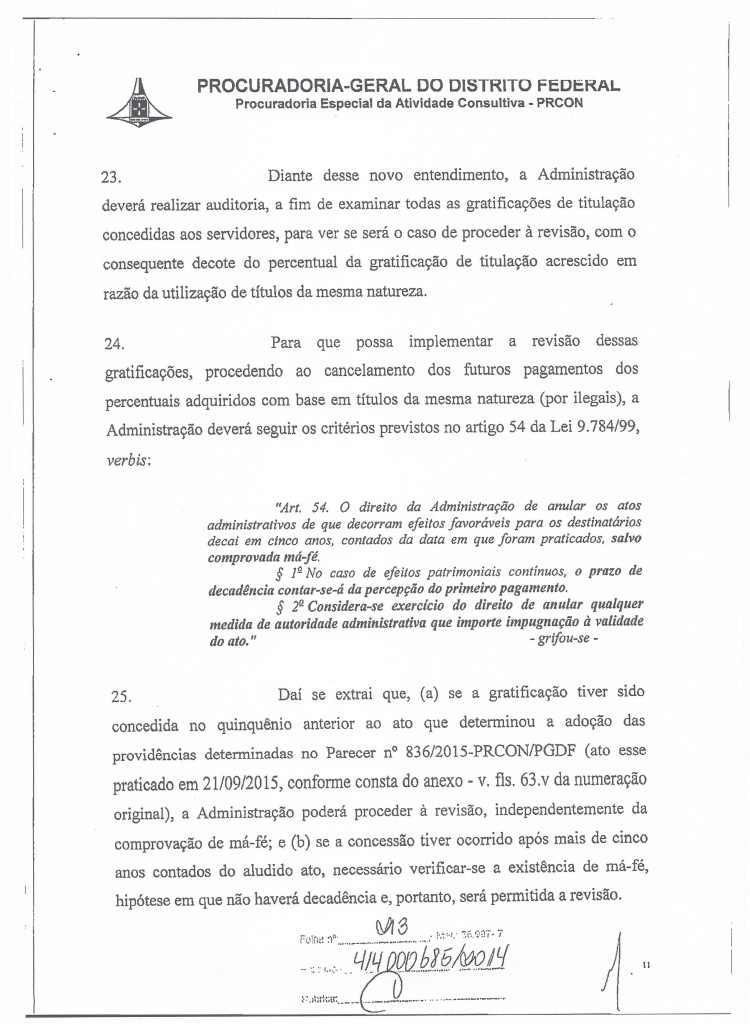 PROCURADORIA-GERAL DO DISTRITO FEDERAL
Procuradoria Especial da Atividade Consultiva - PRCON
23. Diante desse novo entendimento, a Administração
deverá realizar auditoria, a fim de examinar todas as gratificações de titulação
concedidas aos servidores, para ver se será o caso de proceder à revisão, com o
consequente decote do percentual da gratificação de titulação acrescido em
razão da utilização de títulos da mesma natureza.
24. Para que possa implementar a revisão dessas
gratificações, procedendo ao cancelamento dos futuros pagamentos dos
percentuais adquiridos com base em títulos da mesma natureza (por ilegais), a
Administração deverá seguir os critérios previstos no artigo 54 da Lei 9.784/99,
verbis:
"Art. 54. O direito da Administração de anular os atos
administrativos de que decorram efeitos favoráveis para os destinatários
decai em cinco anos, contados da data em que foram praticados, salvo
comprovada má-fé.
§ 1º No caso de efeitos patrimoniais contínuos, o prazo de
decadência contar-se-á da percepção do primeiro pagamento.
§ 2º Considera-se exercício do direito de anular qualquer
medida de autoridade administrativa que importe impugnação à validade
do ato." - grifou-se -
25. Daí se extrai que, (a) se a gratificação tiver sido
concedida no quinquênio anterior ao ato que determinou a adoção das
providências determinadas no Parecer nº 836/2015-PRCON/PGDF (ato esse
praticado em 21/09/2015, conforme consta do anexo - v. fls. 63.v da numeração
original), a Administração poderá proceder à revisão, independentemente da
comprovação de má-fé; e (b) se a concessão tiver ocorrido após mais de cinco
anos contados do aludido ato, necessário verificar-se a existência de má-fé,
hipótese em que não haverá decadência e, portanto, será permitida a revisão.
Folha nº 36.997-7
414000685/2014
Rubrica:
11